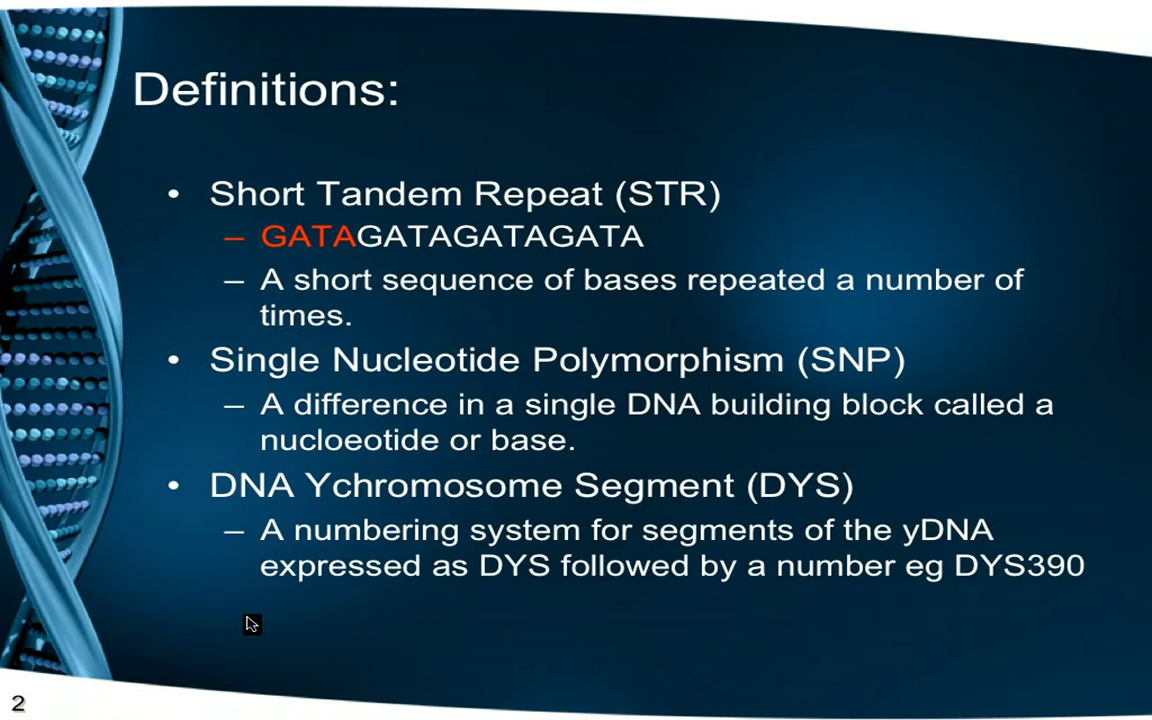 Definitions:
• Short Tandem Repeat (STR)
– GATAGATAGATAGATA
– A short sequence of bases repeated a number of
times.
• Single Nucleotide Polymorphism (SNP)
– A difference in a single DNA building block called a
nucloeotide or base.
• DNA Ychromosome Segment (DYS)
– A numbering system for segments of the yDNA
expressed as DYS followed by a number eg DYS390
2